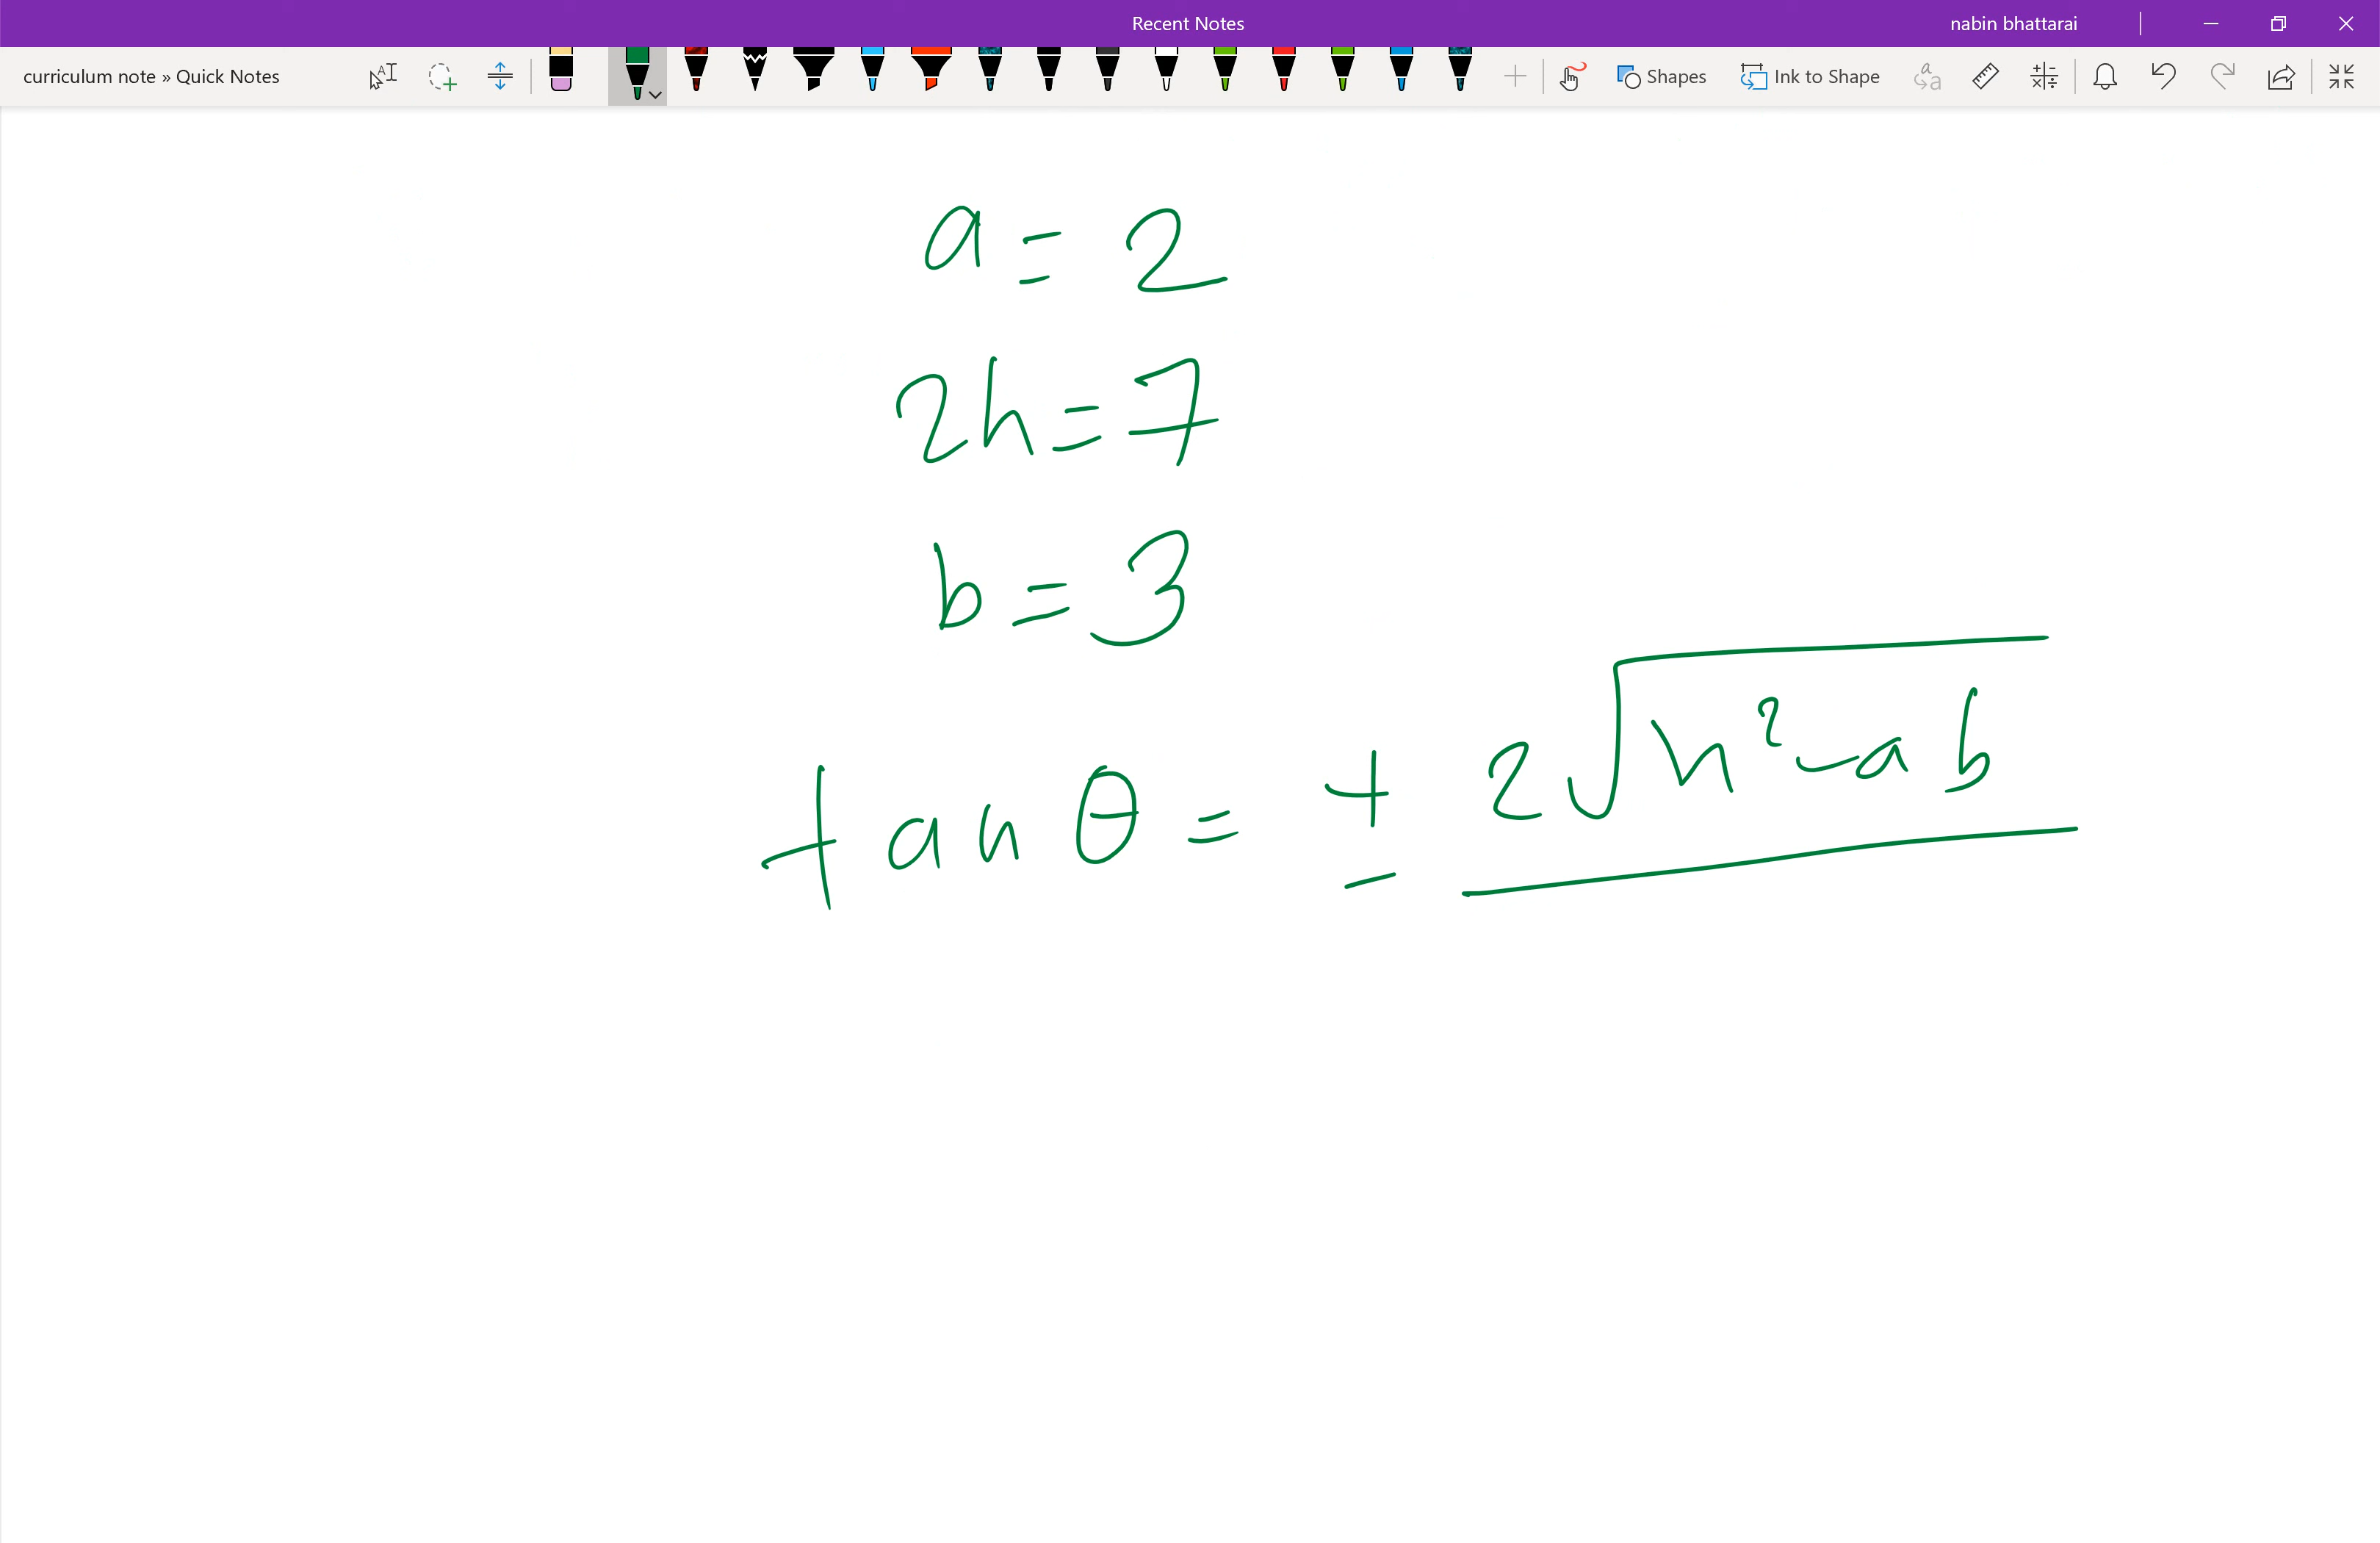 Recent Notes nabin bhattarai
curriculum note » Quick Notes Shapes Ink to Shape
a = 2
2h = 7
b = 3
tan θ = ± 2√h²-ab